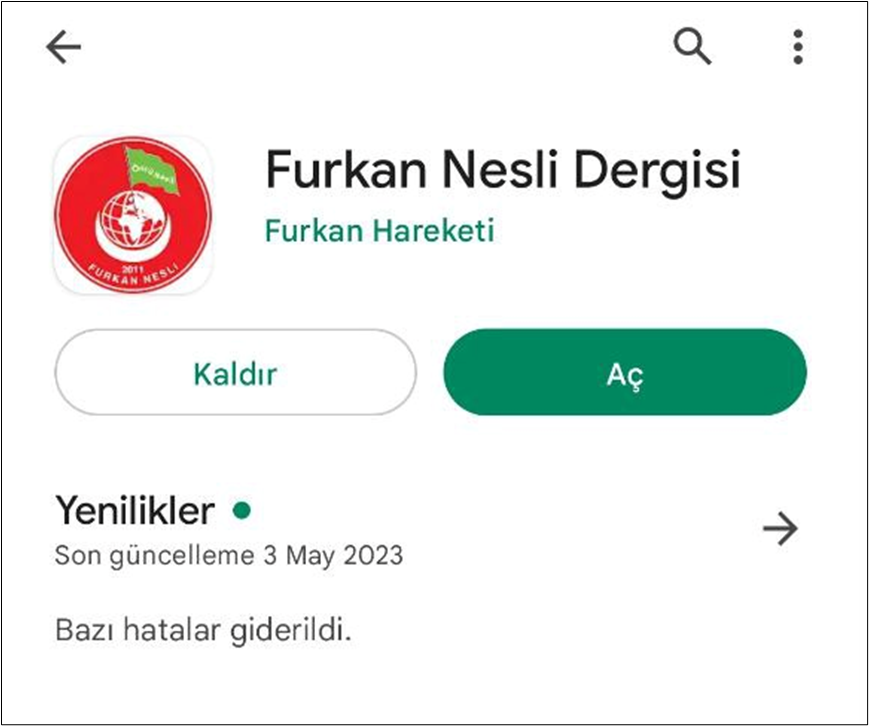 Furkan Nesli Dergisi
Furkan Hareketi
2011
FURKAN NESLİ
Kaldır
Aç
Yenilikler
Son güncelleme 3 May 2023
Bazı hatalar giderildi.